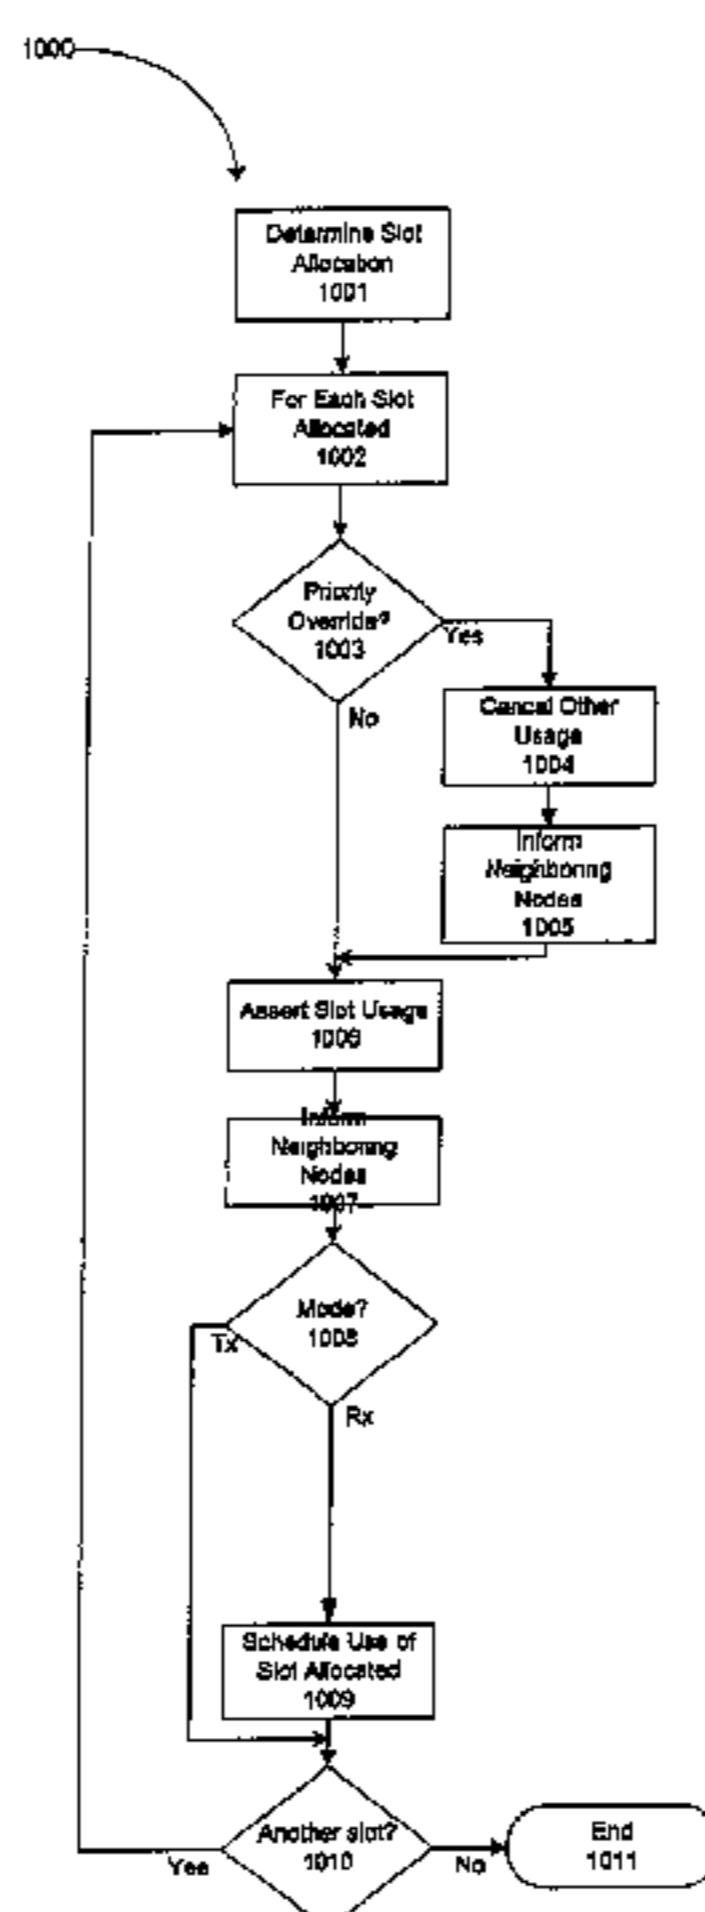 1000
Determine Slot
Allocation
1001
For Each Slot
Allocated
1002
Priority
Override?
1003
Yes
No
Cancel Other
Usage
1004
Inform
Neighboring
Nodes
1005
Assert Slot Usage
1006
Inform
Neighboring
Nodes
1007
Mode?
1008
Tx
Rx
Schedule Use of
Slot Allocated
1009
Another slot?
1010
Yes
No
End
1011